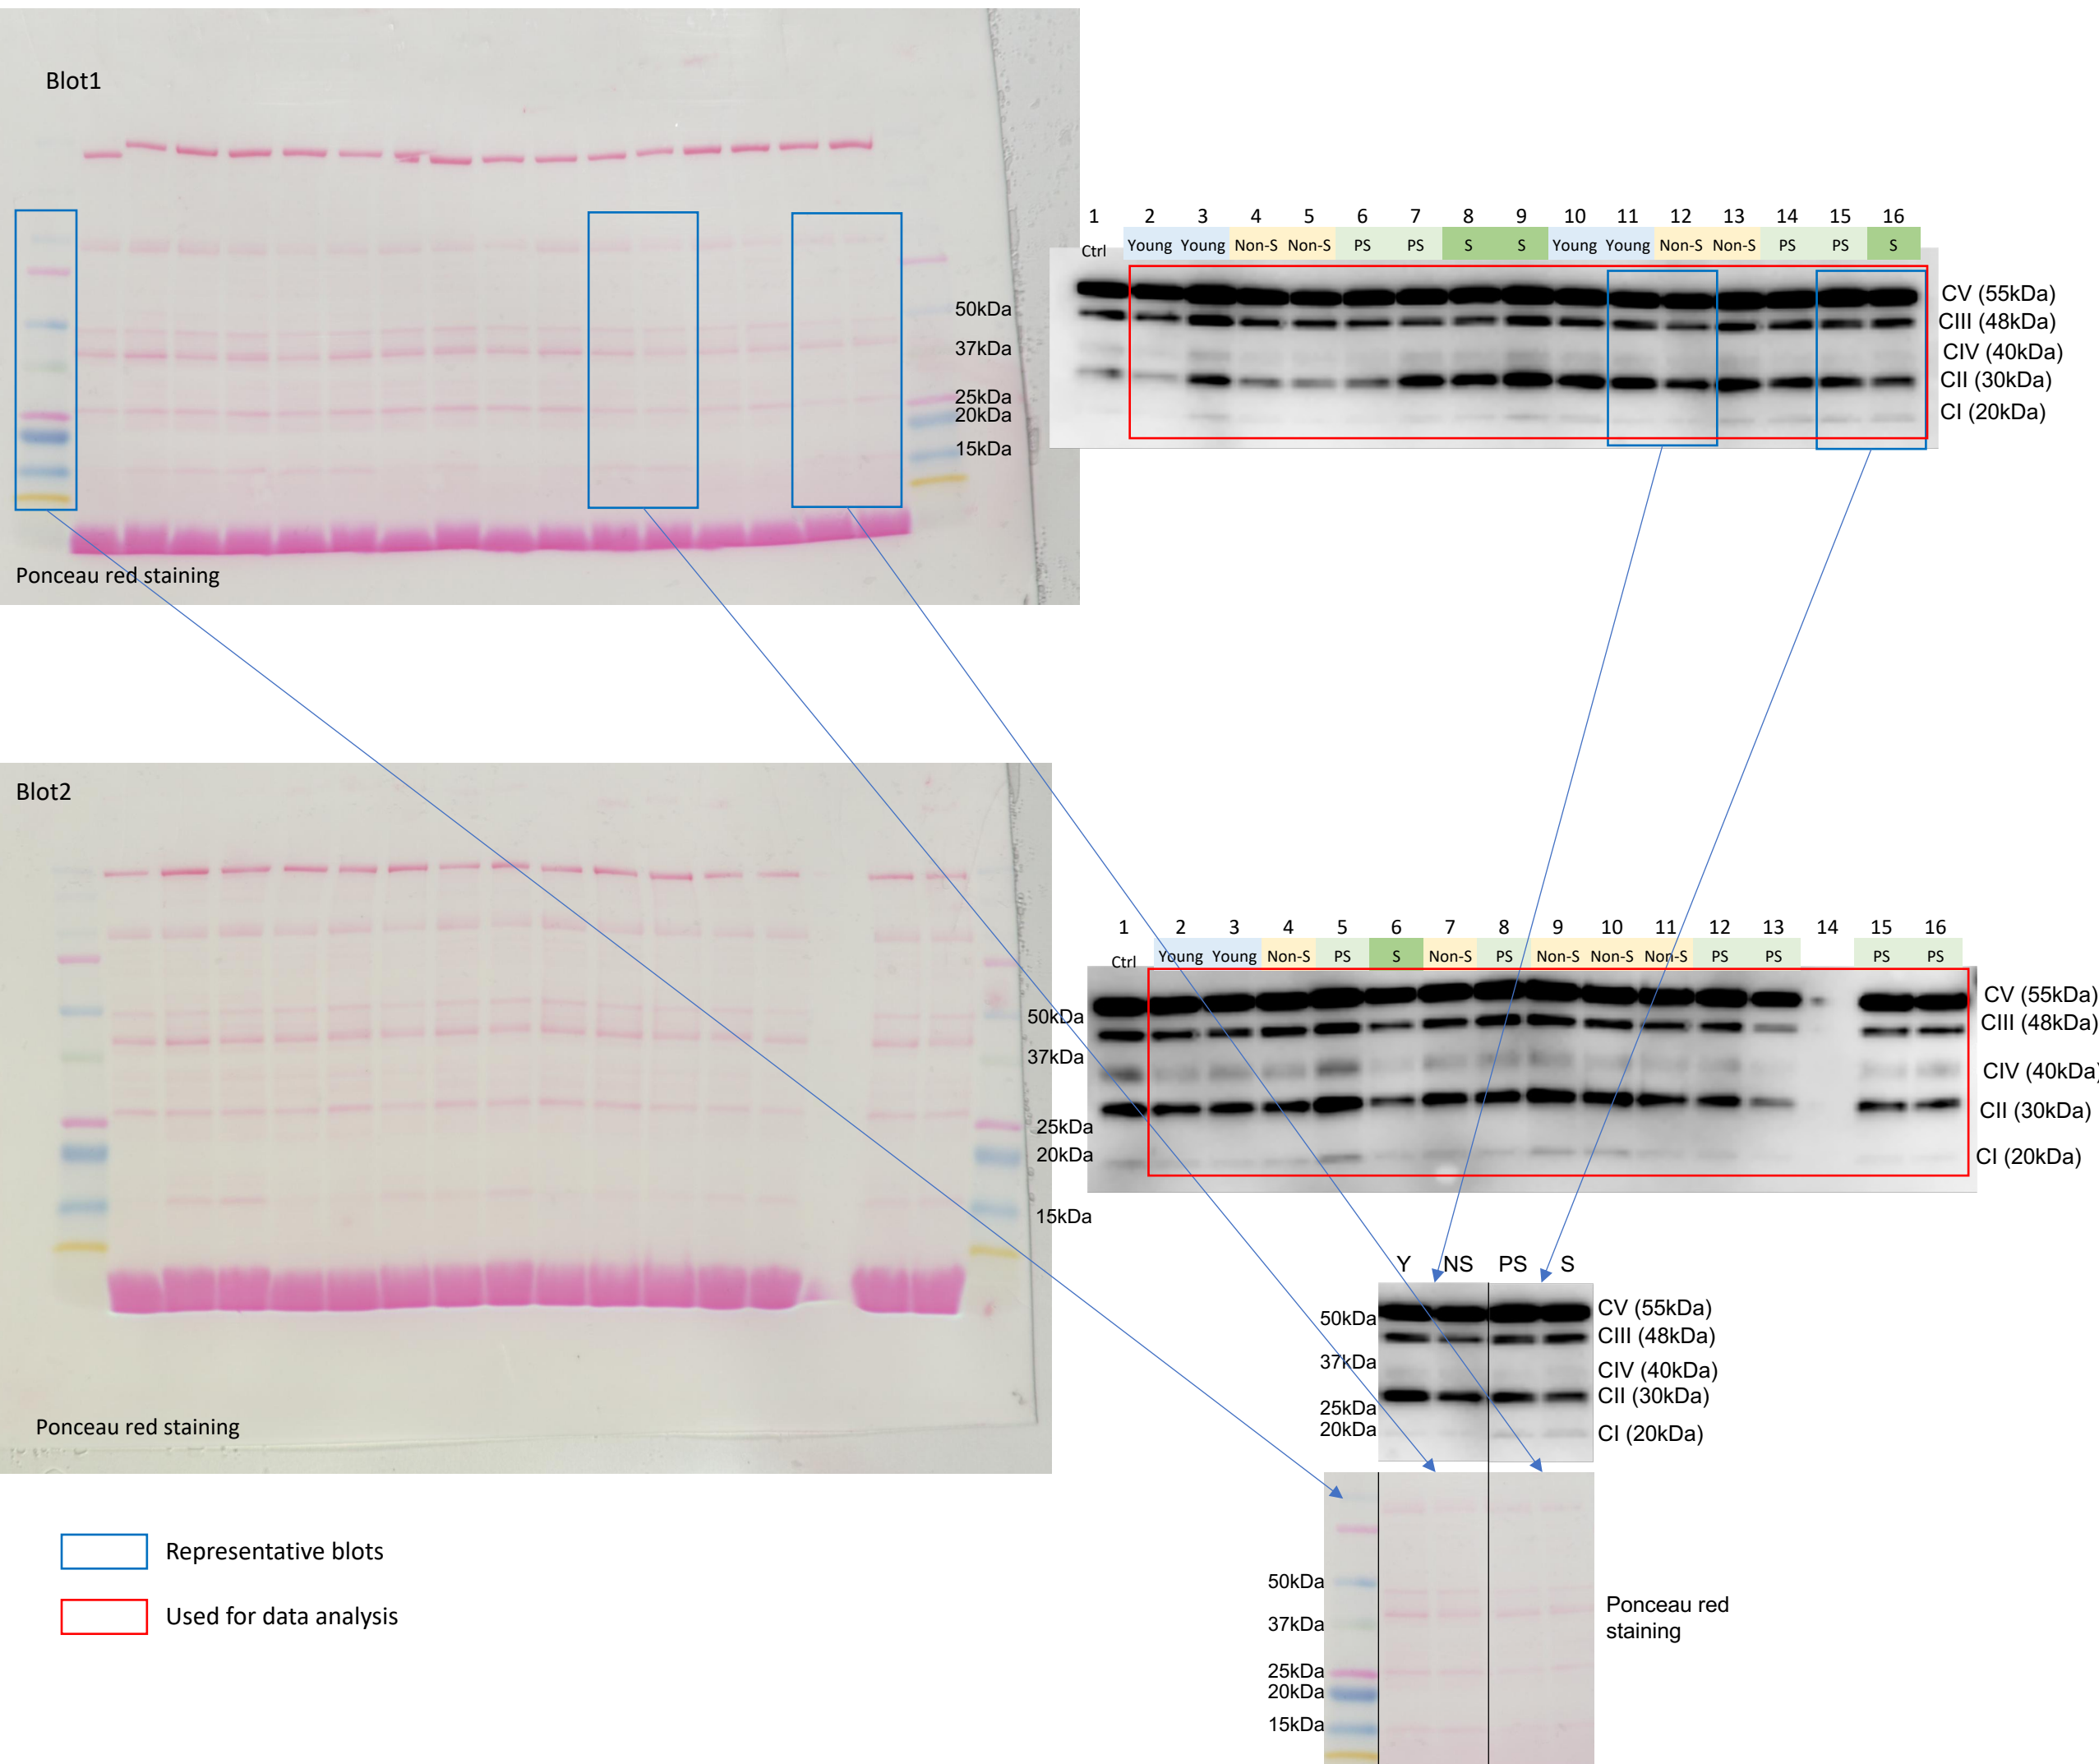 Blot1
50kDa
37kDa
25kDa
20kDa
15kDa
Ponceau red staining
1 2 3 4 5 6 7 8 9 10 11 12 13 14 15 16
Ctrl Young Young Non-S Non-S PS PS S S Young Young Non-S Non-S PS PS S
CV (55kDa)
CIII (48kDa)
CIV (40kDa)
CII (30kDa)
CI (20kDa)
Blot2
50kDa
37kDa
25kDa
20kDa
15kDa
Ponceau red staining
1 2 3 4 5 6 7 8 9 10 11 12 13 14 15 16
Ctrl Young Young Non-S PS S Non-S PS Non-S Non-S Non-S PS PS PS PS
CV (55kDa)
CIII (48kDa)
CIV (40kDa)
CII (30kDa)
CI (20kDa)
Y NS PS S
50kDa
37kDa
25kDa
20kDa
CV (55kDa)
CIII (48kDa)
CIV (40kDa)
CII (30kDa)
CI (20kDa)
50kDa
37kDa
25kDa
20kDa
15kDa
Ponceau red
staining
Representative blots
Used for data analysis